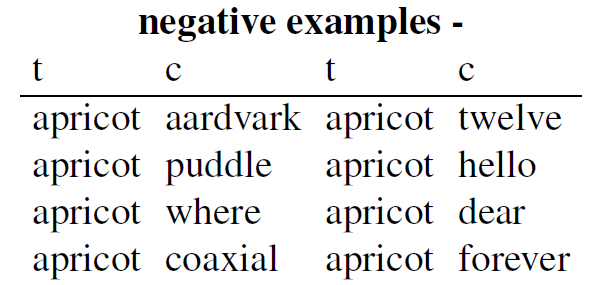 negative examples -
t c t c
apricot aardvark apricot twelve
apricot puddle apricot hello
apricot where apricot dear
apricot coaxial apricot forever